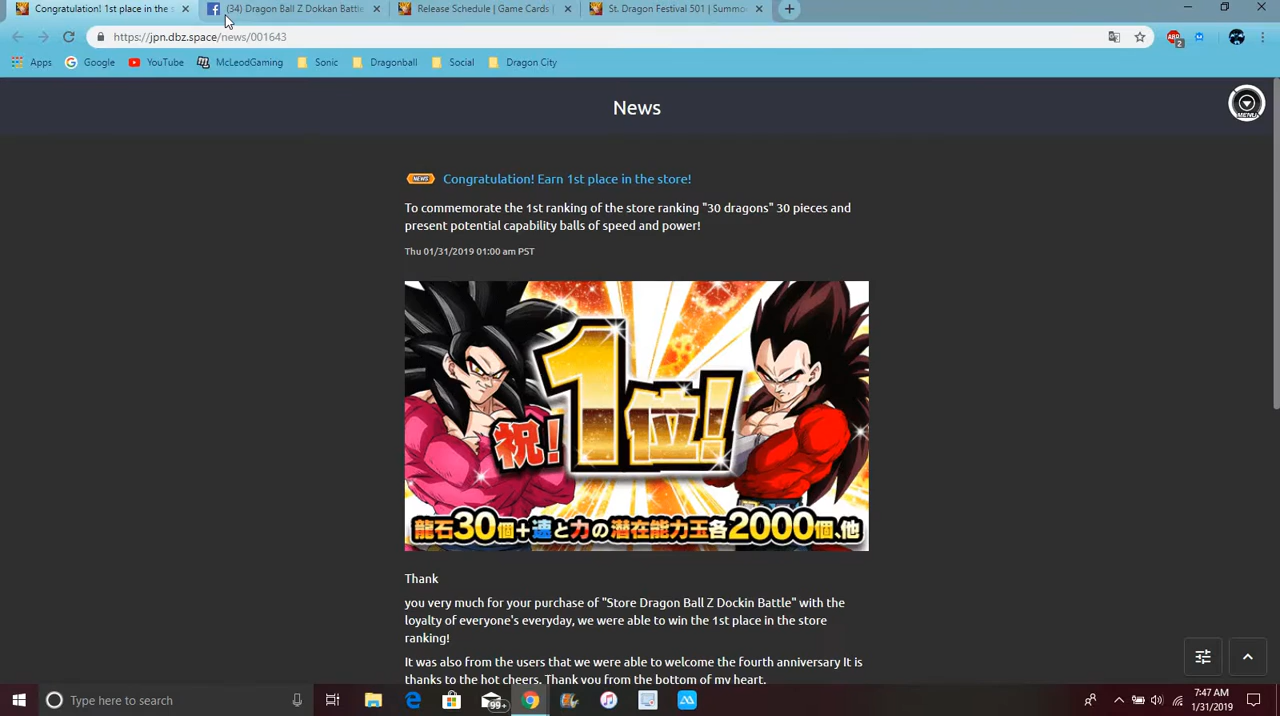 Congratulation! 1st place in the s
(34) Dragon Ball Z Dokkan Battle
Release Schedule | Game Cards |
St. Dragon Festival 501 | Summo
https://jpn.dbz.space/news/001643
ABP
2
Apps
Google
YouTube
McLeodGaming
Sonic
Dragonball
Social
Dragon City
News
MENU
NEWS
Congratulation! Earn 1st place in the store!
To commemorate the 1st ranking of the store ranking "30 dragons" 30 pieces and
present potential capability balls of speed and power!
Thu 01/31/2019 01:00 am PST
祝!1位!
龍石30個+速と力の潜在能力玉各2000個、他
Thank
you very much for your purchase of "Store Dragon Ball Z Dockin Battle" with the
loyalty of everyone's everyday, we were able to win the 1st place in the store
ranking!
It was also from the users that we were able to welcome the fourth anniversary It is
thanks to the hot cheers. Thank you from the bottom of my heart.
Type here to search
99+
7:47 AM
1/31/2019